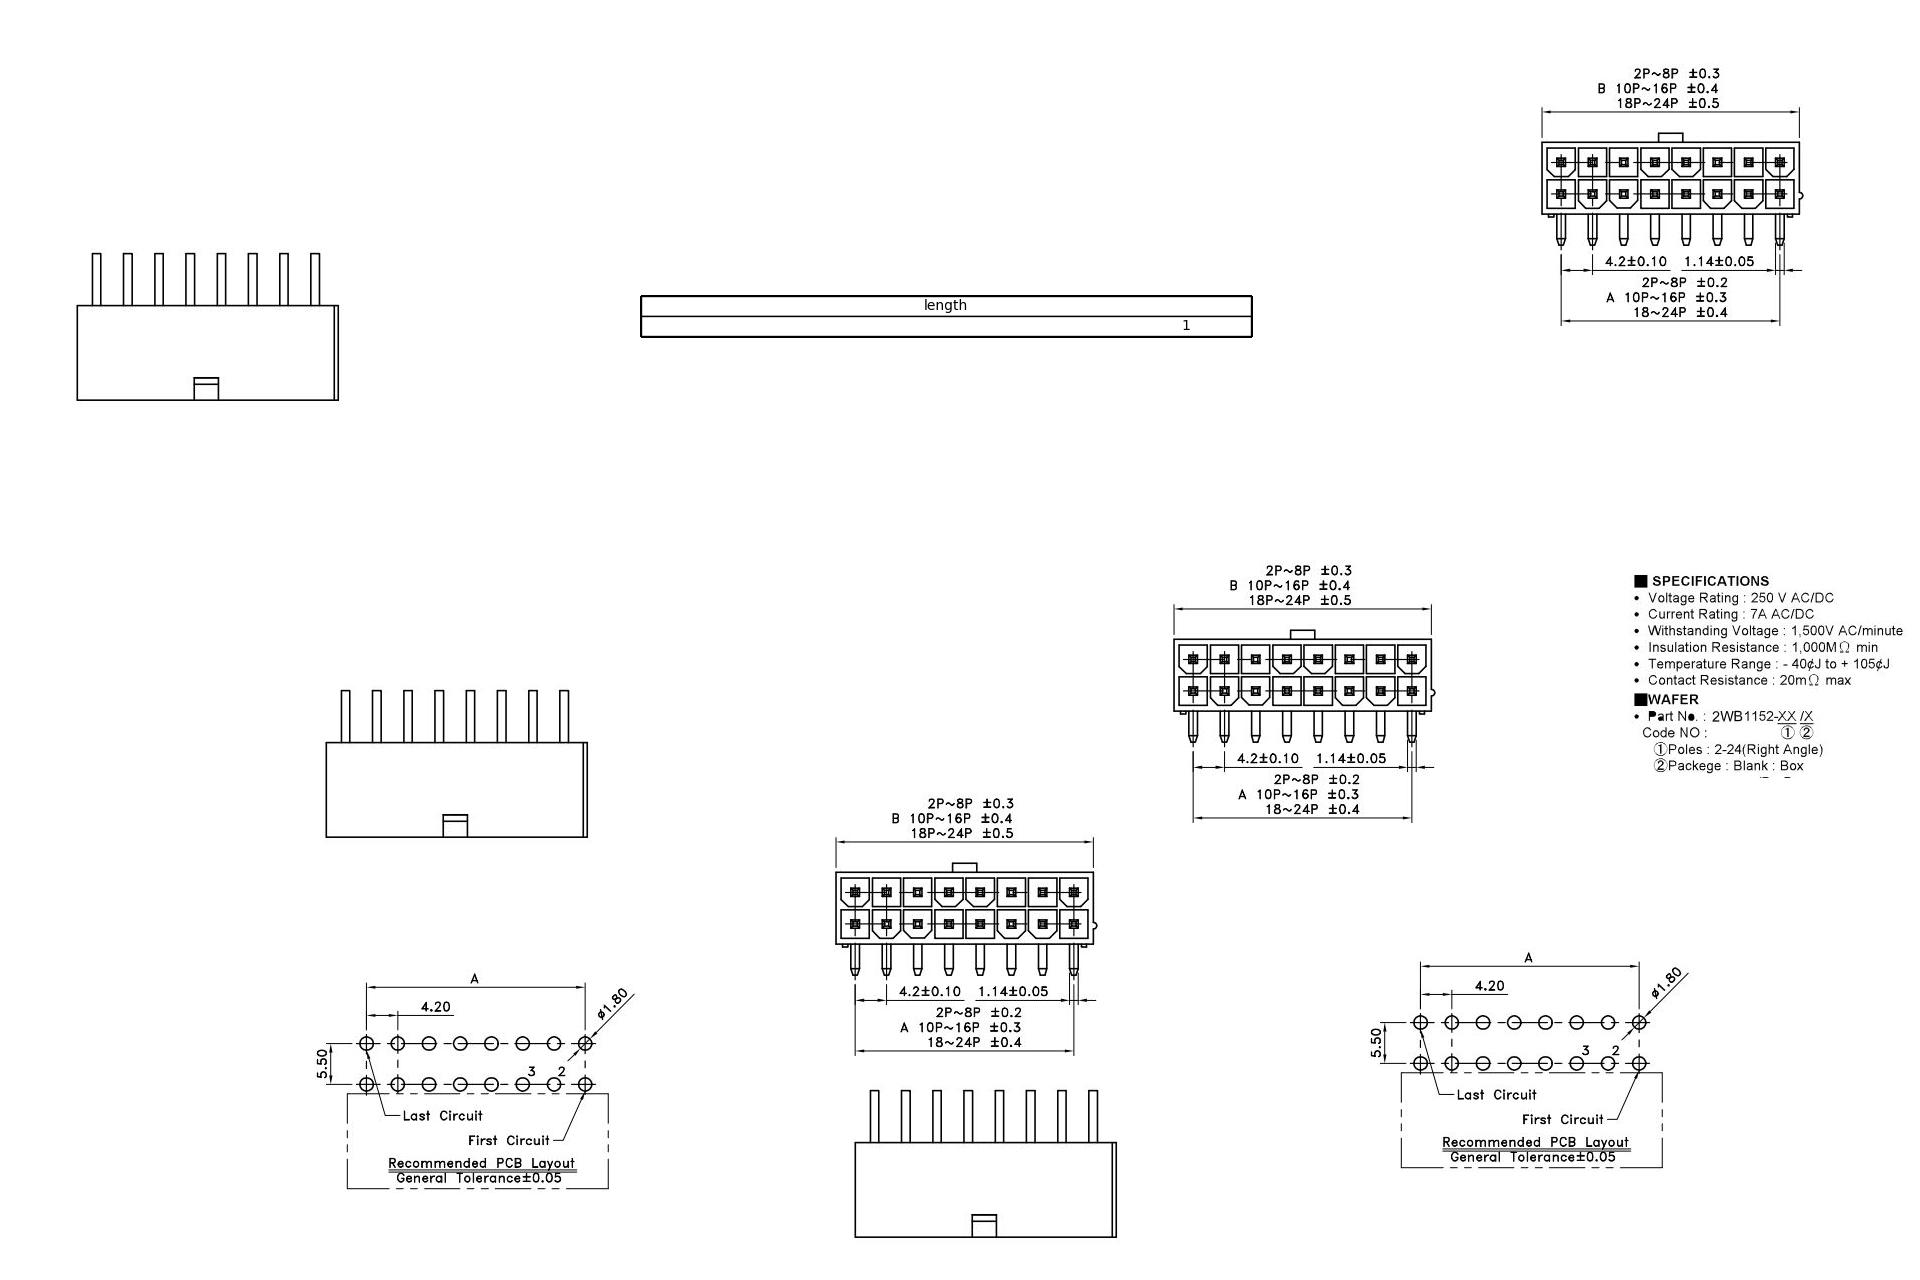 2P~8P ±0.3
B 10P~16P ±0.4
18P~24P ±0.5
4.2±0.10 1.14±0.05
2P~8P ±0.2
A 10P~16P ±0.3
18~24P ±0.4
length
1
2P~8P ±0.3
B 10P~16P ±0.4
18P~24P ±0.5
4.2±0.10 1.14±0.05
2P~8P ±0.2
A 10P~16P ±0.3
18~24P ±0.4
■ SPECIFICATIONS
• Voltage Rating : 250 V AC/DC
• Current Rating : 7A AC/DC
• Withstanding Voltage : 1,500V AC/minute
• Insulation Resistance : 1,000MΩ min
• Temperature Range : - 40¢J to + 105¢J
• Contact Resistance : 20mΩ max
■WAFER
• Part No. : 2WB1152-XX /X
Code NO : ① ②
①Poles : 2-24(Right Angle)
②Packege : Blank : Box
2P~8P ±0.3
B 10P~16P ±0.4
18P~24P ±0.5
4.2±0.10 1.14±0.05
2P~8P ±0.2
A 10P~16P ±0.3
18~24P ±0.4
A
4.20
ø1.80
5.50
3 2
Last Circuit
First Circuit
Recommended PCB Layout
General Tolerance±0.05
A
4.20
ø1.80
5.50
3 2
Last Circuit
First Circuit
Recommended PCB Layout
General Tolerance±0.05